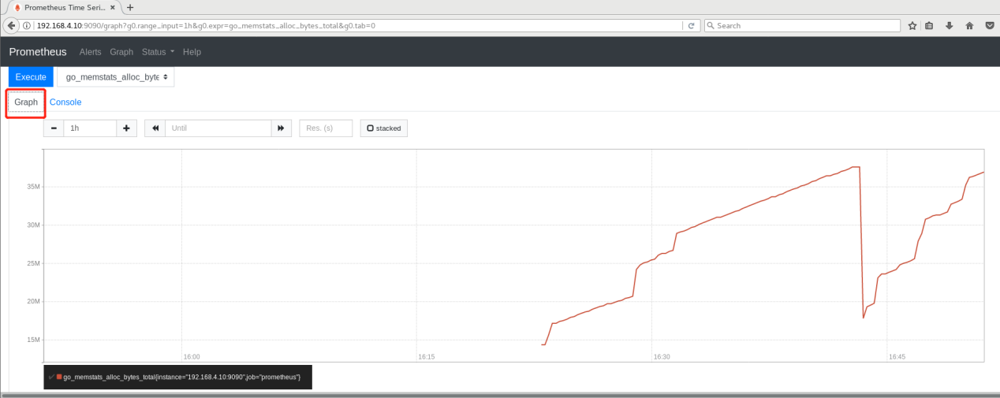 Prometheus Time Seri... × +
192.168.4.10:9090/graph?g0.range_input=1h&g0.expr=go_memstats_alloc_bytes_total&g0.tab=0 Search
Prometheus Alerts Graph Status Help
Execute go_memstats_alloc_byte
Graph Console
1h Until Res. (s) stacked
35M
30M
25M
20M
15M
16:00 16:15 16:30 16:45
go_memstats_alloc_bytes_total{instance="192.168.4.10:9090",job="prometheus"}